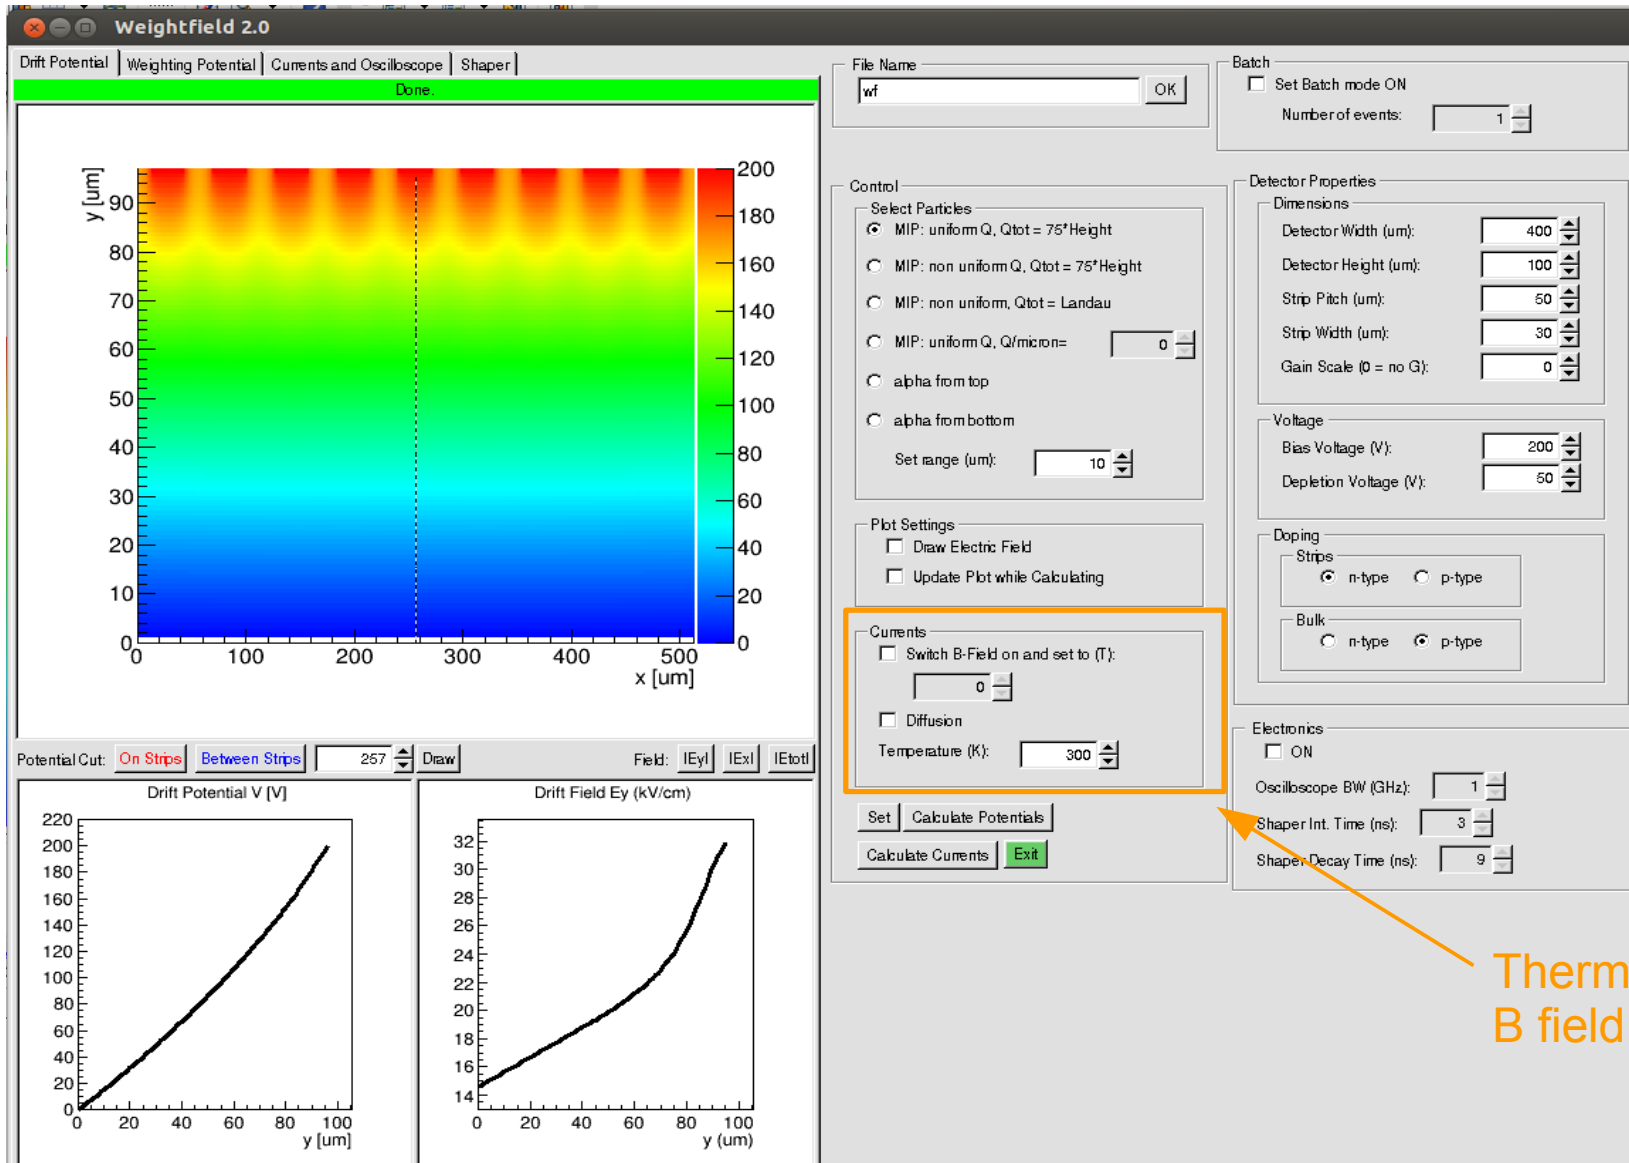 Weightfield 2.0
Drift Potential Weighting Potential Currents and Oscilloscope Shaper
Done.
y [um]
90
80
70
60
50
40
30
20
10
0
0 100 200 300 400 500
x [um]
200
180
160
140
120
100
80
60
40
20
0
Potential Cut: On Strips Between Strips 257 Draw Field: |Ey| |Ex| |Etot|
Drift Potential V [V]
220
200
180
160
140
120
100
80
60
40
20
0
0 20 40 60 80 100
y [um]
Drift Field Ey (kV/cm)
32
30
28
26
24
22
20
18
16
14
0 20 40 60 80 100
y (um)
File Name
wf OK
Batch
Set Batch mode ON
Number of events: 1
Control
Select Particles
MIP: uniform Q, Qtot = 75*Height
MIP: non uniform Q, Qtot = 75*Height
MIP: non uniform, Qtot = Landau
MIP: uniform Q, Q/micron= 0
alpha from top
alpha from bottom
Set range (um): 10
Plot Settings
Draw Electric Field
Update Plot while Calculating
Currents
Switch B-Field on and set to (T):
0
Diffusion
Temperature (K): 300
Set Calculate Potentials
Calculate Currents Exit
Detector Properties
Dimensions
Detector Width (um): 400
Detector Height (um): 100
Strip Pitch (um): 50
Strip Width (um): 30
Gain Scale (0 = no G): 0
Voltage
Bias Voltage (V): 200
Depletion Voltage (V): 50
Doping
Strips
n-type p-type
Bulk
n-type p-type
Electronics
ON
Oscilloscope BW (GHz): 1
Shaper Int. Time (ns): 3
Shaper Decay Time (ns): 9
Therm
B field